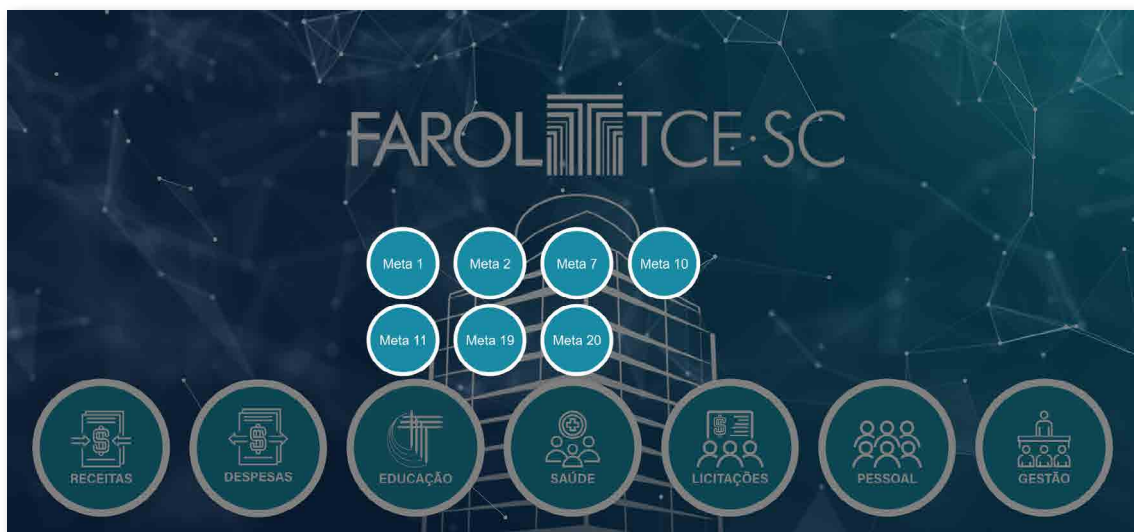 FAROL TCE·SC
Meta 1 Meta 2 Meta 7 Meta 10
Meta 11 Meta 19 Meta 20
RECEITAS DESPESAS EDUCAÇÃO SAÚDE LICITAÇÕES PESSOAL GESTÃO